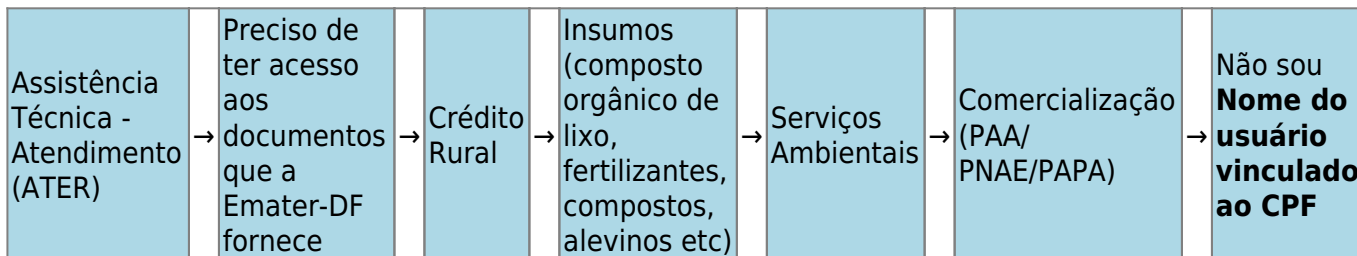 Assistência
Técnica -
Atendimento
(ATER)
→
Preciso de
ter acesso
aos
documentos
que a
Emater-DF
fornece
→
Crédito
Rural
→
Insumos
(composto
orgânico de
lixo,
fertilizantes,
compostos,
alevinos etc)
→
Serviços
Ambientais
→
Comercialização
(PAA/
PNAE/PAPA)
→
Não sou
Nome do
usuário
vinculado
ao CPF